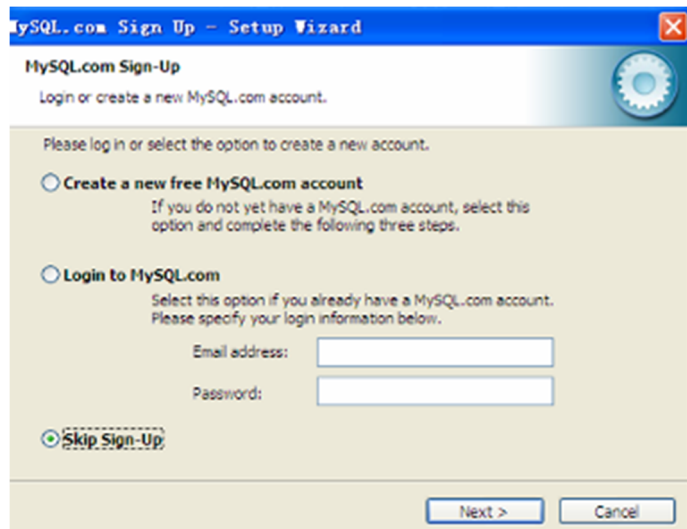 MySQL.com Sign Up - Setup Wizard
MySQL.com Sign-Up
Login or create a new MySQL.com account.
Please log in or select the option to create a new account.
Create a new free MySQL.com account
If you do not yet have a MySQL.com account, select this
option and complete the following three steps.
Login to MySQL.com
Select this option if you already have a MySQL.com account.
Please specify your login information below.
Email address:
Password:
Skip Sign-Up
Next >
Cancel